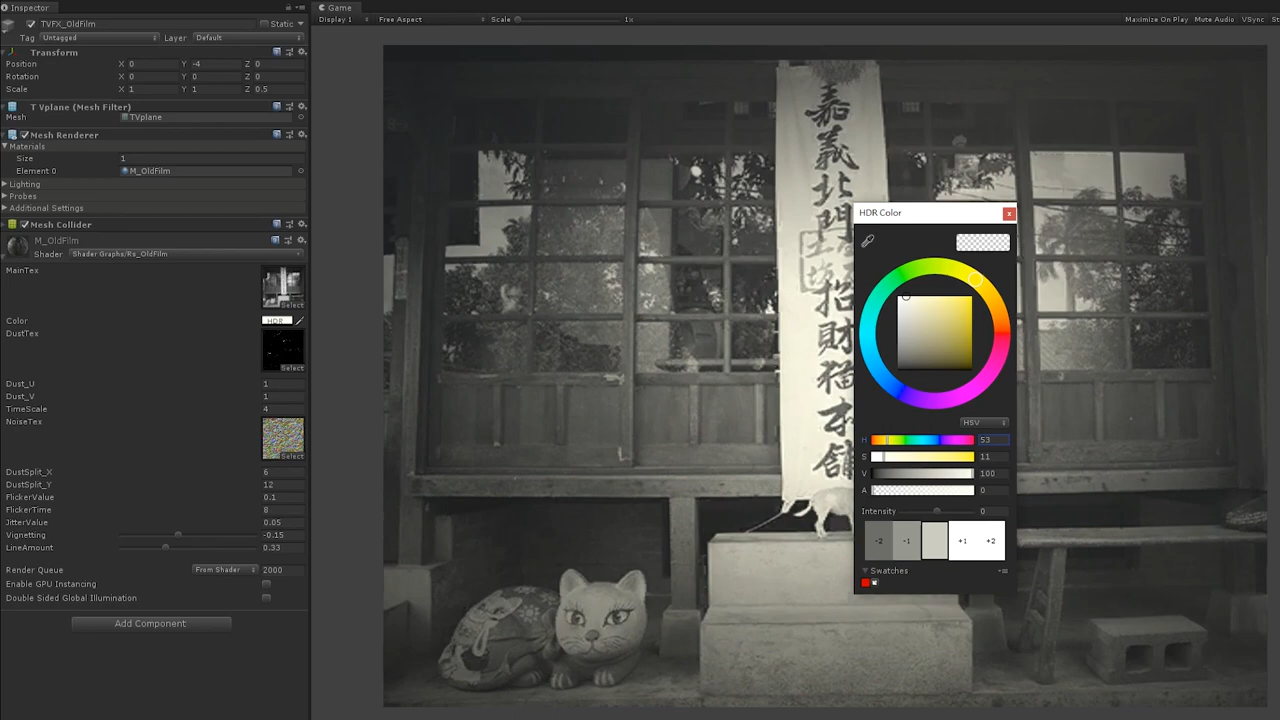 Inspector
TVFX_OldFilm
Static
Tag
Untagged
Layer
Default
Transform
Position
X 0
Y -4
Z 0
Rotation
X 0
Y 0
Z 0
Scale
X 1
Y 1
Z 0.5
T Vplane (Mesh Filter)
Mesh
TVplane
Mesh Renderer
Materials
Size
1
Element 0
M_OldFilm
Lighting
Probes
Additional Settings
Mesh Collider
M_OldFilm
Shader
Shader Graphs/Rs_OldFilm
MainTex
Select
Color
HDR
DustTex
Select
Dust_U
1
Dust_V
1
TimeScale
4
NoiseTex
Select
DustSplit_X
6
DustSplit_Y
12
FlickerValue
0.1
FlickerTime
8
JitterValue
0.05
Vignetting
-0.15
LineAmount
0.33
Render Queue
From Shader
2000
Enable GPU Instancing
Double Sided Global Illumination
Add Component
Game
Display 1
Free Aspect
Scale
1x
Maximize On Play
Mute Audio
VSync
St
嘉義北門
招財猫本舖
HDR Color
x
HSV
H
53
S
11
V
100
A
0
Intensity
0
-2
-1
+1
+2
Swatches